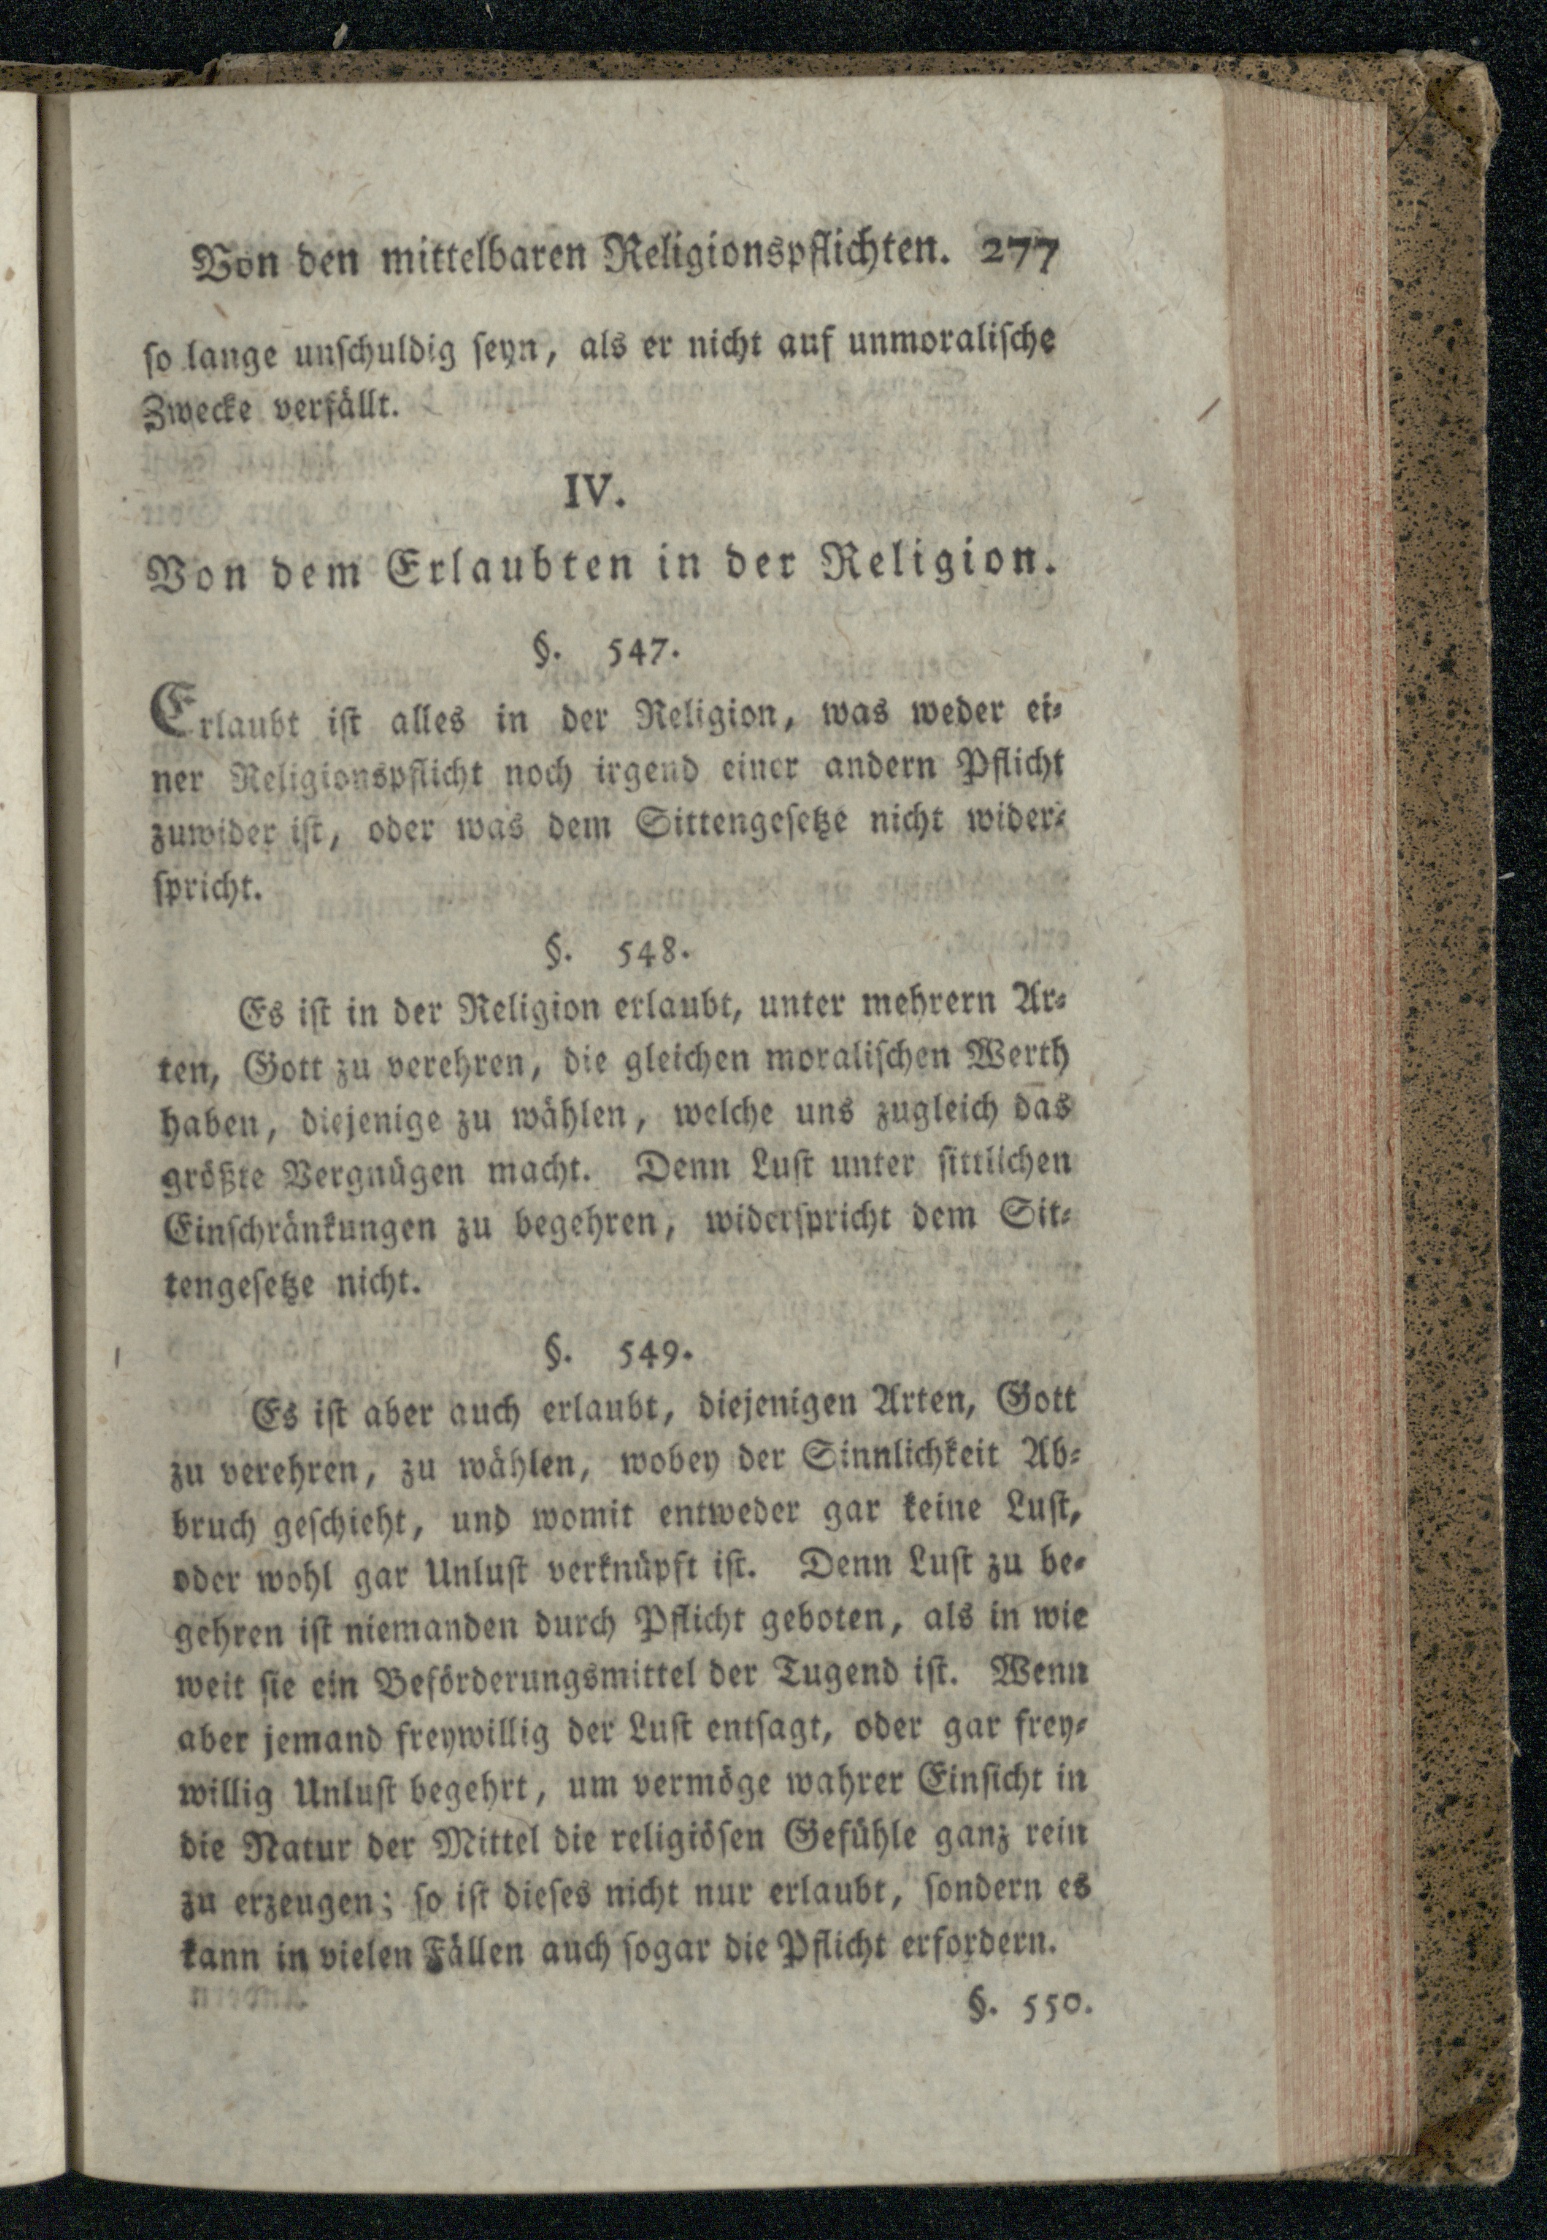 Von den mittelbaren Religionspflichten. 277
so lange unschuldig seyn, als er nicht auf unmoralische
Zwecke verfällt.
IV.
Von dem Erlaubten in der Religion.
§. 547.
Erlaubt ist alles in der Religion, was weder ei-
ner Religionspflicht noch irgend einer andern Pflicht
zuwider ist, oder was dem Sittengesetze nicht wider-
spricht.
§. 548.
Es ist in der Religion erlaubt, unter mehrern Ar-
ten, Gott zu verehren, die gleichen moralischen Werth
haben, diejenige zu wählen, welche uns zugleich das
größte Vergnügen macht. Denn Lust unter sittlichen
Einschränkungen zu begehren, widerspricht dem Sit-
tengesetze nicht.
§. 549.
Es ist aber auch erlaubt, diejenigen Arten, Gott
zu verehren, zu wählen, wobey der Sinnlichkeit Ab-
bruch geschieht, und womit entweder gar keine Lust,
oder wohl gar Unlust verknüpft ist. Denn Lust zu be-
gehren ist niemanden durch Pflicht geboten, als in wie
weit sie ein Beförderungsmittel der Tugend ist. Wenn
aber jemand freywillig der Lust entsagt, oder gar frey-
willig Unlust begehrt, um vermöge wahrer Einsicht in
die Natur der Mittel die religiösen Gefühle ganz rein
zu erzeugen; so ist dieses nicht nur erlaubt, sondern es
kann in vielen Fällen auch sogar die Pflicht erfordern.
§. 550.